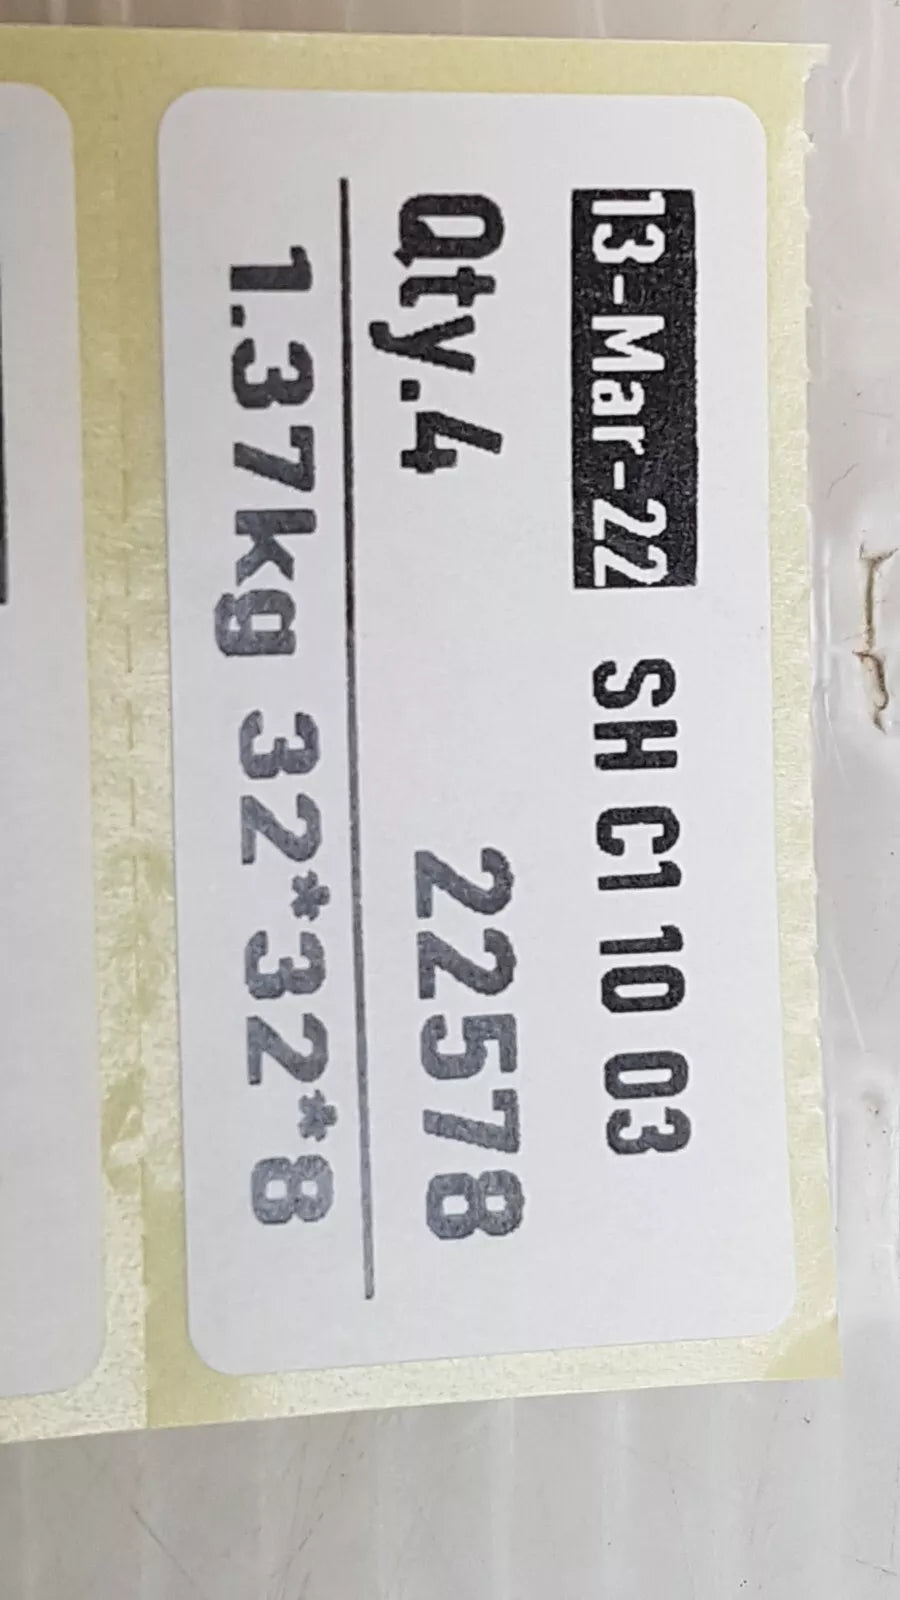 13-Mar-22 SH C1 10 03
Qty.4 22578
1.37kg 32*32*8